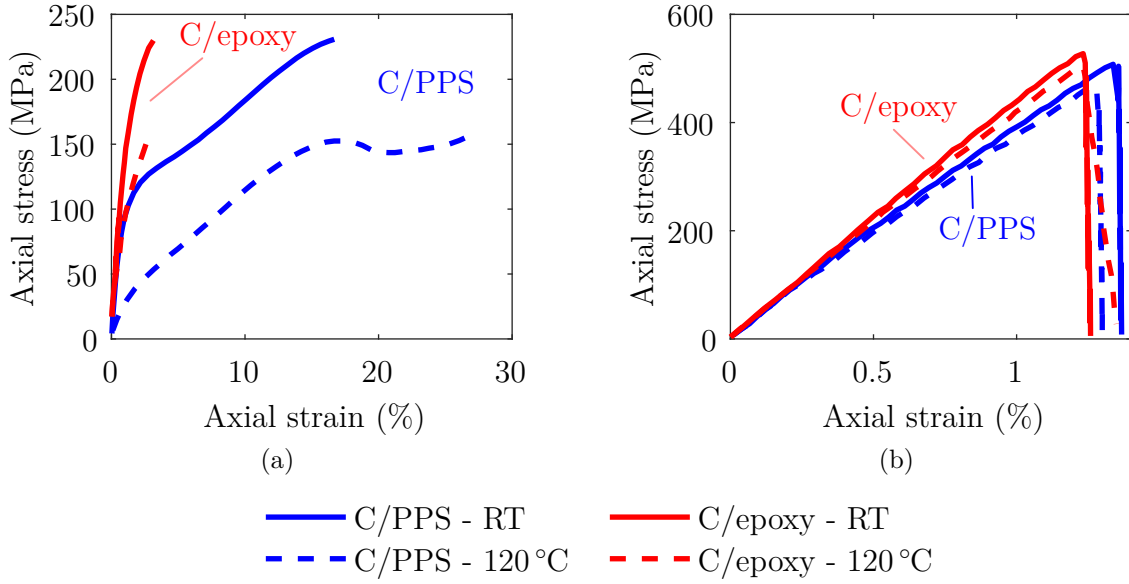 250
200
150
100
50
0
0
10
20
30
Axial stress (MPa)
Axial strain (%)
C/epoxy
C/PPS
(a)
600
400
200
0
0
0.5
1
Axial stress (MPa)
Axial strain (%)
C/epoxy
C/PPS
(b)
C/PPS - RT
C/epoxy - RT
C/PPS - 120 °C
C/epoxy - 120 °C